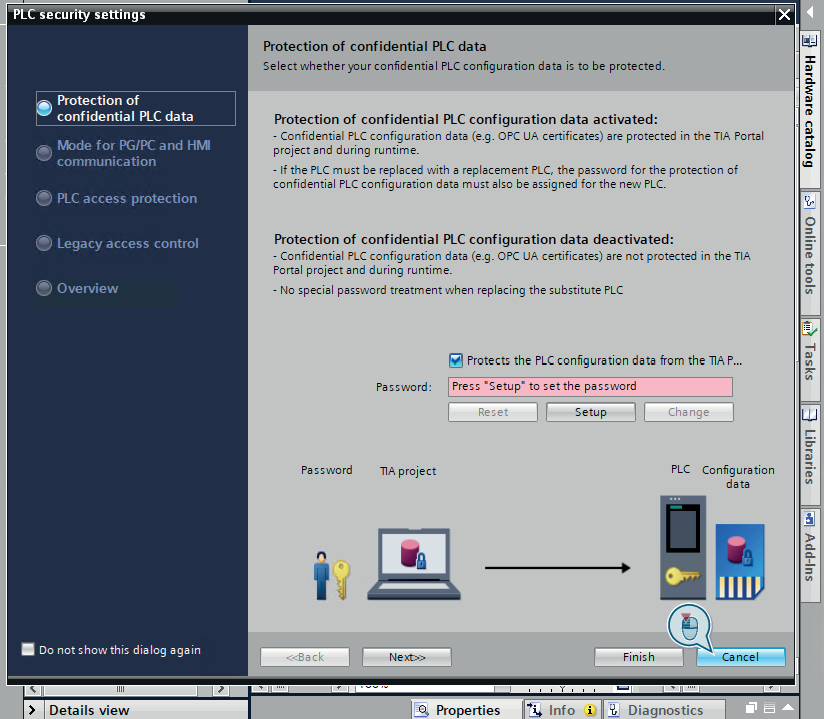 PLC security settings
Protection of confidential PLC data
Select whether your confidential PLC configuration data is to be protected.
Protection of
confidential PLC data
Mode for PG/PC and HMI
communication
PLC access protection
Legacy access control
Overview
Protection of confidential PLC configuration data activated:
- Confidential PLC configuration data (e.g. OPC UA certificates) are protected in the TIA Portal
project and during runtime.
- If the PLC must be replaced with a replacement PLC, the password for the protection of
confidential PLC configuration data must also be assigned for the new PLC.
Protection of confidential PLC configuration data deactivated:
- Confidential PLC configuration data (e.g. OPC UA certificates) are not protected in the TIA
Portal project and during runtime.
- No special password treatment when replacing the substitute PLC
Protects the PLC configuration data from the TIA P...
Password: Press "Setup" to set the password
Reset Setup Change
Password TIA project PLC Configuration
data
Do not show this dialog again
<<Back Next>> Finish Cancel
Hardware catalog
Online tools
Tasks
Libraries
Add-Ins
Details view
Properties Info Diagnostics